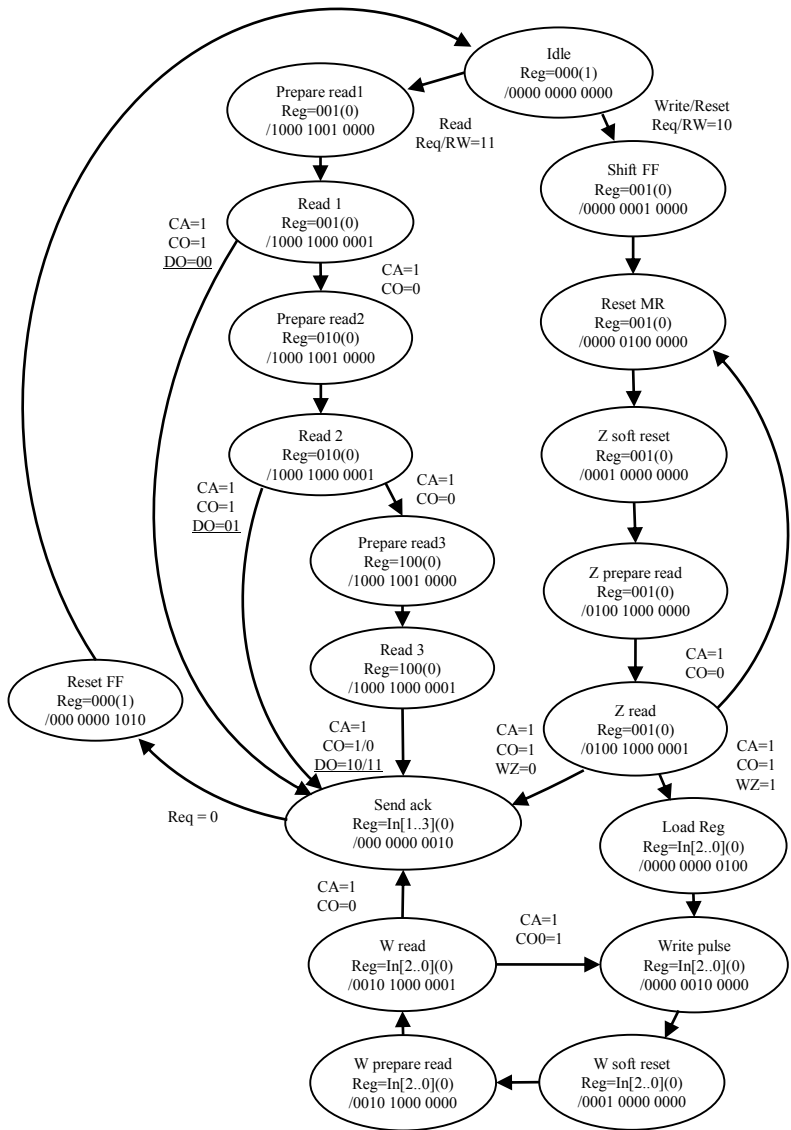 Idle
Reg=000(1)
/0000 0000 0000
Prepare read1
Reg=001(0)
/1000 1001 0000
Read
Req/RW=11
Write/Reset
Req/RW=10
Shift FF
Reg=001(0)
/0000 0001 0000
Read 1
Reg=001(0)
/1000 1000 0001
CA=1
CO=1
DO=00
CA=1
CO=0
Reset MR
Reg=001(0)
/0000 0100 0000
Prepare read2
Reg=010(0)
/1000 1001 0000
Read 2
Reg=010(0)
/1000 1000 0001
Z soft reset
Reg=001(0)
/0001 0000 0000
CA=1
CO=1
DO=01
CA=1
CO=0
Prepare read3
Reg=100(0)
/1000 1001 0000
Z prepare read
Reg=001(0)
/0100 1000 0000
Read 3
Reg=100(0)
/1000 1000 0001
CA=1
CO=0
Reset FF
Reg=000(1)
/000 0000 1010
Z read
Reg=001(0)
/0100 1000 0001
CA=1
CO=1/0
DO=10/11
CA=1
CO=1
WZ=0
CA=1
CO=1
WZ=1
Send ack
Reg=In[1..3](0)
/000 0000 0010
Req = 0
Load Reg
Reg=In[2..0](0)
/0000 0000 0100
CA=1
CO=0
CA=1
CO0=1
W read
Reg=In[2..0](0)
/0010 1000 0001
Write pulse
Reg=In[2..0](0)
/0000 0010 0000
W prepare read
Reg=In[2..0](0)
/0010 1000 0000
W soft reset
Reg=In[2..0](0)
/0001 0000 0000